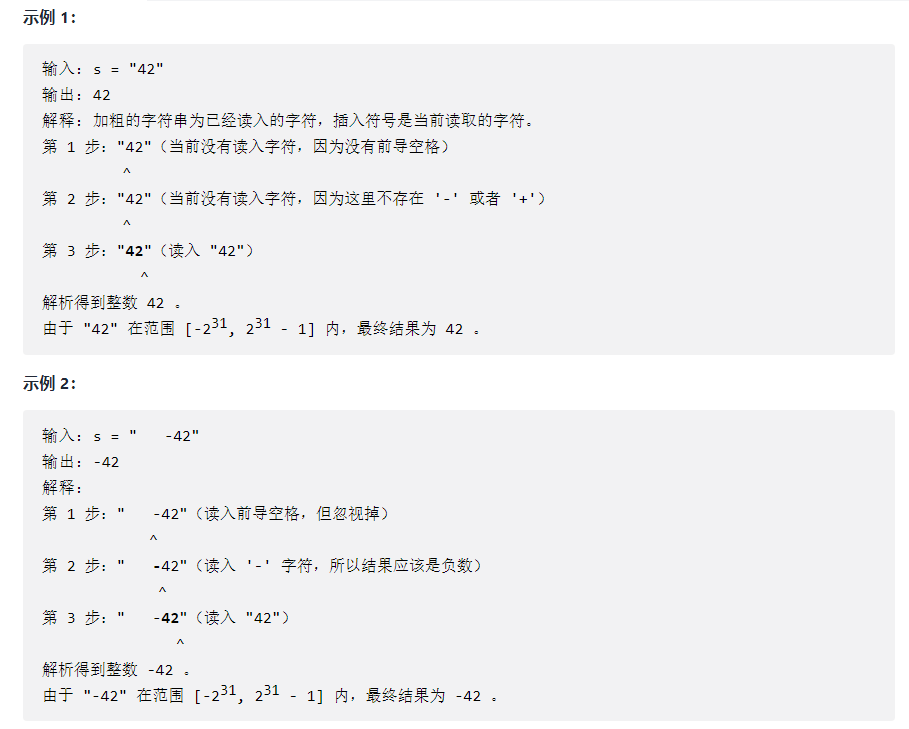 示例 1:
输入: s = "42"
输出: 42
解释: 加粗的字符串为已经读入的字符，插入符号是当前读取的字符。
第 1 步: "42"（当前没有读入字符，因为没有前导空格）
^
第 2 步: "42"（当前没有读入字符，因为这里不存在 '-' 或者 '+'）
^
第 3 步: "42"（读入 "42"）
^
解析得到整数 42 。
由于 "42" 在范围 [-2³¹, 2³¹ - 1] 内，最终结果为 42 。
示例 2:
输入: s = "   -42"
输出: -42
解释:
第 1 步: "   -42"（读入前导空格，但忽视掉）
^
第 2 步: "   -42"（读入 '-' 字符，所以结果应该是负数）
^
第 3 步: "   -42"（读入 "42"）
^
解析得到整数 -42 。
由于 "-42" 在范围 [-2³¹, 2³¹ - 1] 内，最终结果为 -42 。